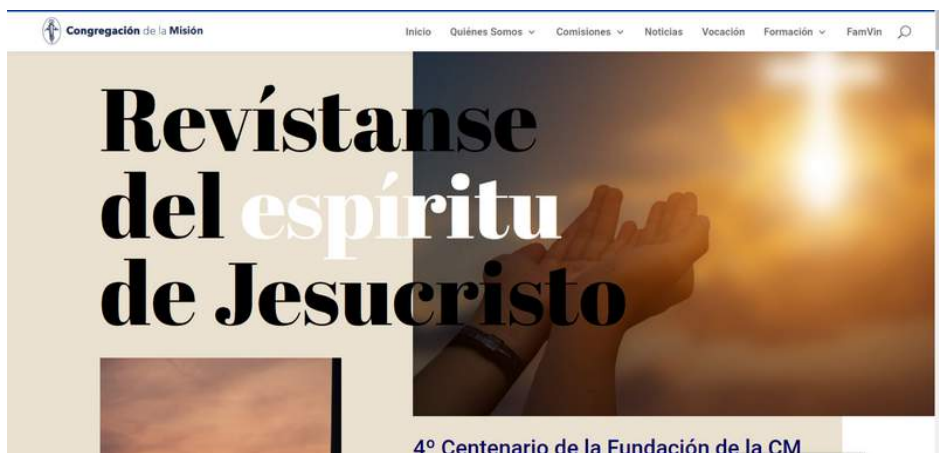 Congregación de la Misión
Inicio Quiénes Somos Comisiones Noticias Vocación Formación FamVin
Revístanse
del espíritu
de Jesucristo
4º Centenario de la Fundación de la CM